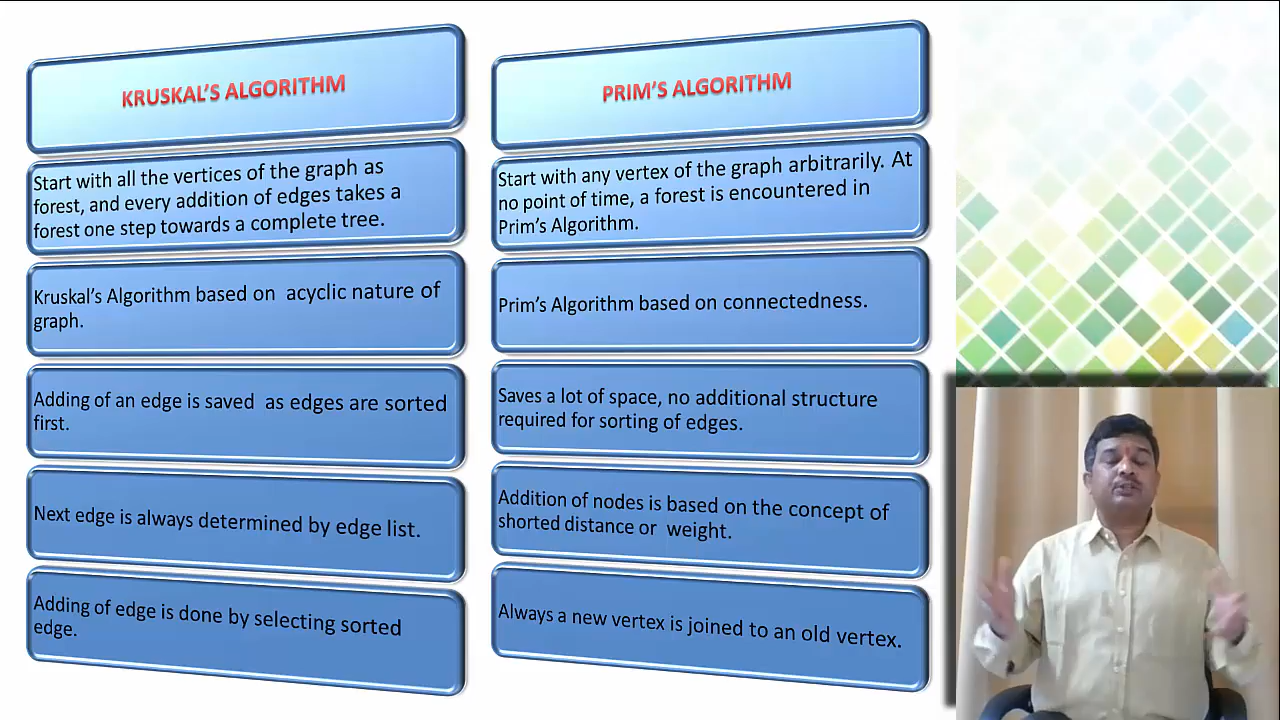 KRUSKAL'S ALGORITHM
Start with all the vertices of the graph as
forest, and every addition of edges takes a
forest one step towards a complete tree.
Kruskal's Algorithm based on acyclic nature of
graph.
Adding of an edge is saved as edges are sorted
first.
Next edge is always determined by edge list.
Adding of edge is done by selecting sorted
edge.
PRIM'S ALGORITHM
Start with any vertex of the graph arbitrarily. At
no point of time, a forest is encountered in
Prim's Algorithm.
Prim's Algorithm based on connectedness.
Saves a lot of space, no additional structure
required for sorting of edges.
Addition of nodes is based on the concept of
shorted distance or weight.
Always a new vertex is joined to an old vertex.